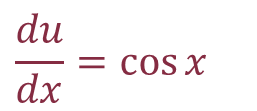 du/dx = cos x